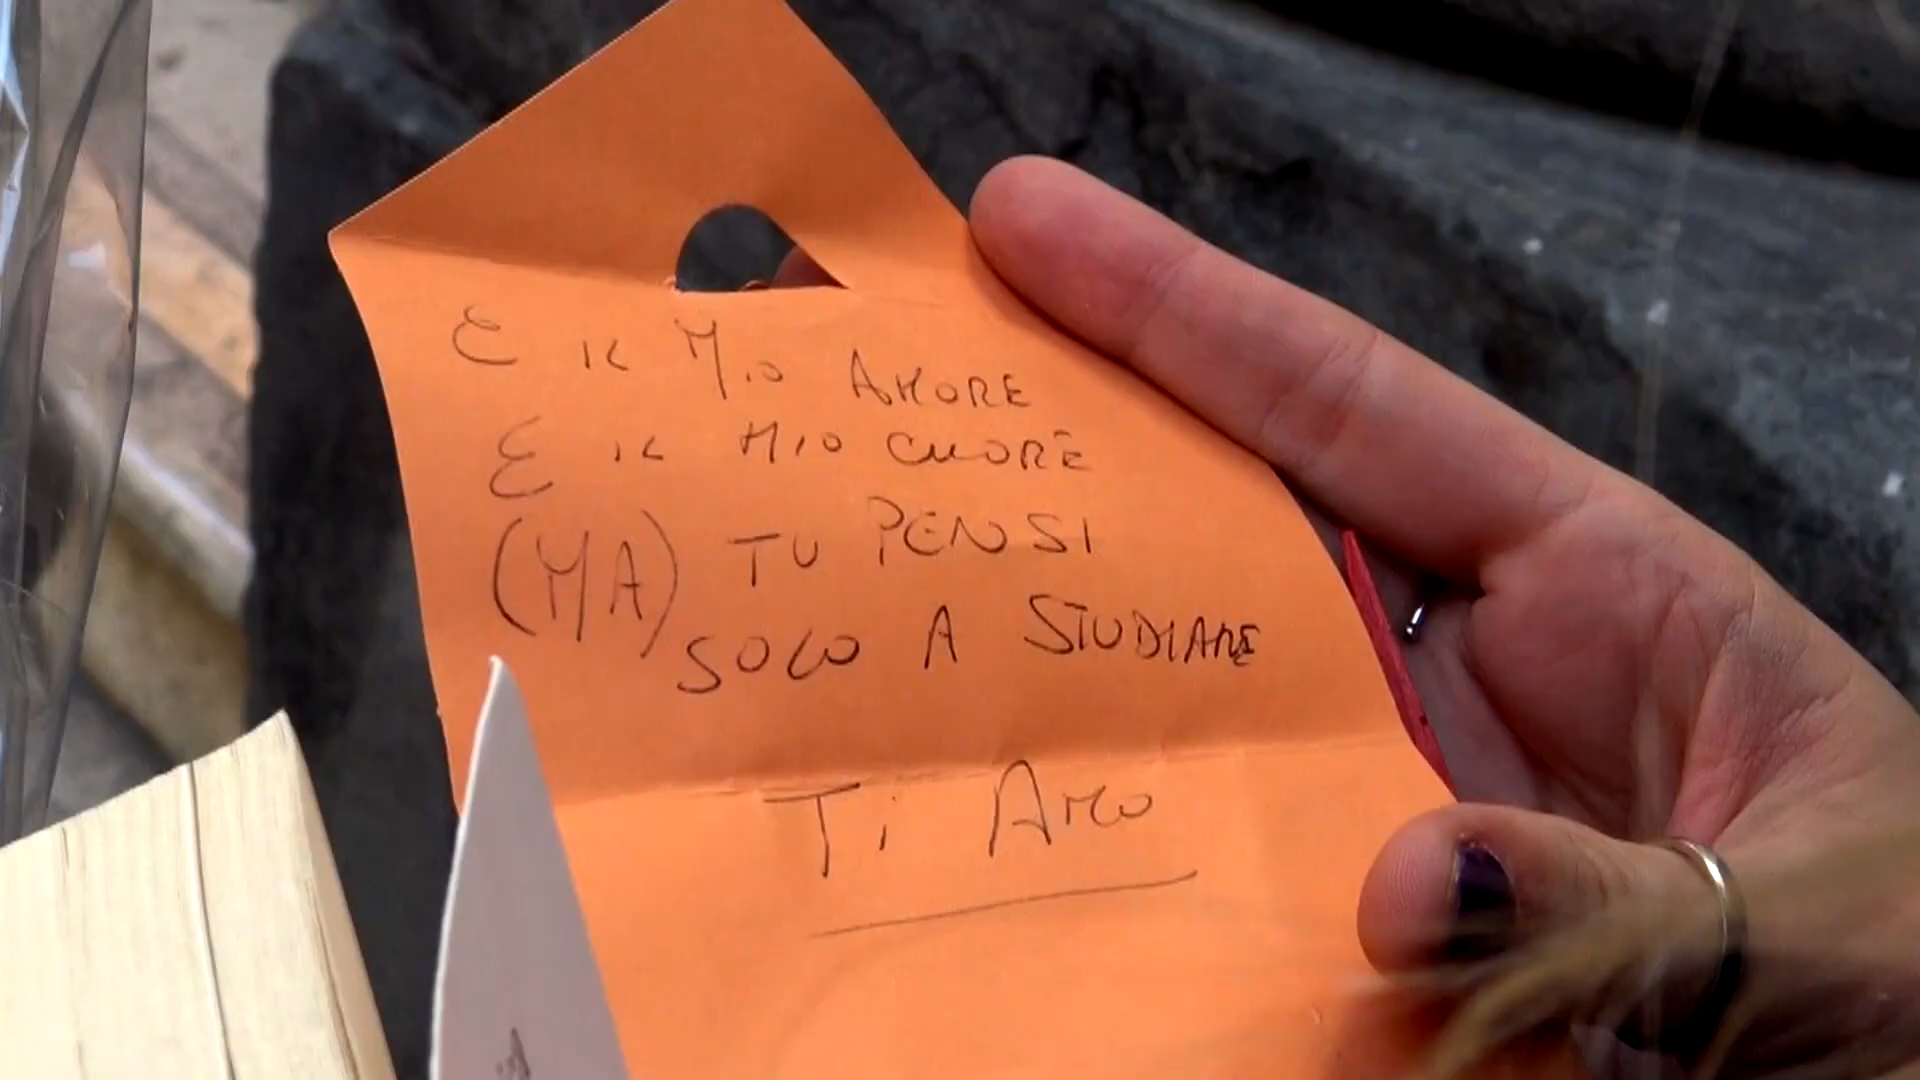 E IL MIO AMORE
E IL MIO CUORE
(MA) TU PENSI
SOLO A STUDIARE
Ti Amo